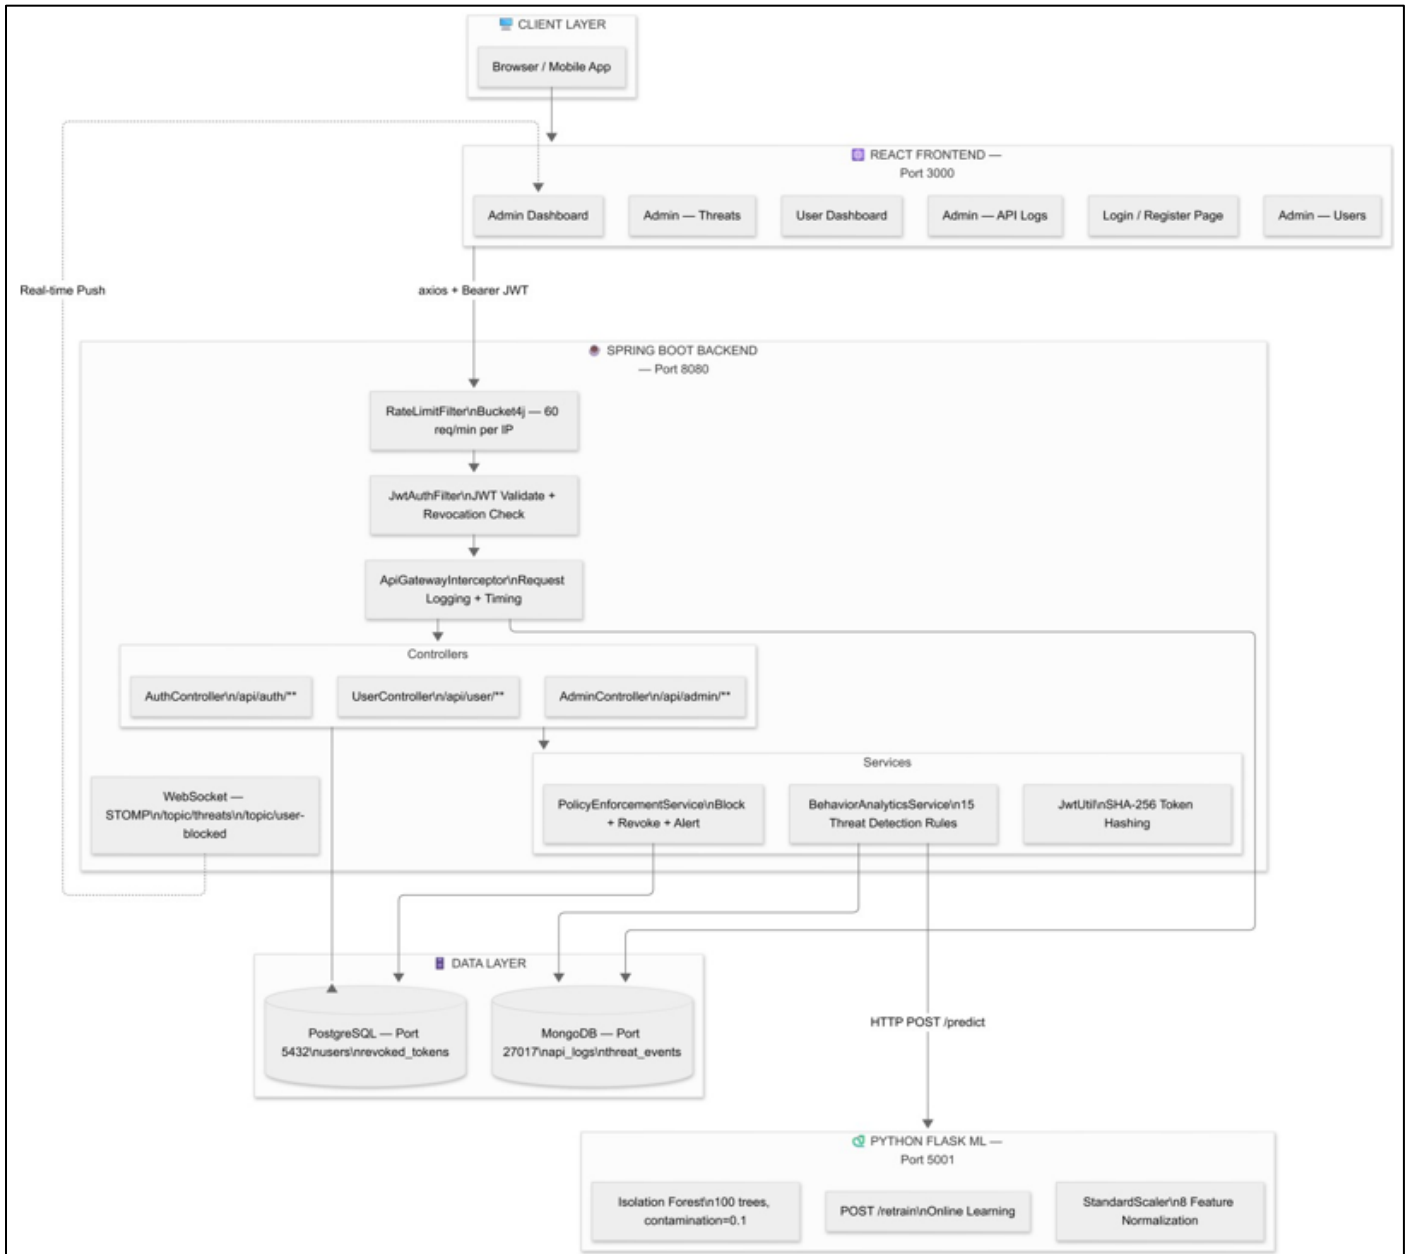 CLIENT LAYER
Browser / Mobile App
REACT FRONTEND —
Port 3000
Admin Dashboard
Admin — Threats
User Dashboard
Admin — API Logs
Login / Register Page
Admin — Users
Real-time Push
axios + Bearer JWT
SPRING BOOT BACKEND
— Port 8080
RateLimitFilter\nBucket4j — 60
req/min per IP
JwtAuthFilter\nJWT Validate +
Revocation Check
ApiGatewayInterceptor\nRequest
Logging + Timing
Controllers
AuthController\n/api/auth/**
UserController\n/api/user/**
AdminController\n/api/admin/**
Services
WebSocket —
STOMP\n/topic/threats\n/topic/user-
blocked
PolicyEnforcementService\nBlock
+ Revoke + Alert
BehaviorAnalyticsService\n15
Threat Detection Rules
JwtUtil\nSHA-256 Token
Hashing
DATA LAYER
PostgreSQL — Port
5432\nusers\nrevoked_tokens
MongoDB — Port
27017\napi_logs\nthreat_events
HTTP POST /predict
PYTHON FLASK ML —
Port 5001
Isolation Forest\n100 trees,
contamination=0.1
POST /retrain\nOnline Learning
StandardScaler\n8 Feature
Normalization